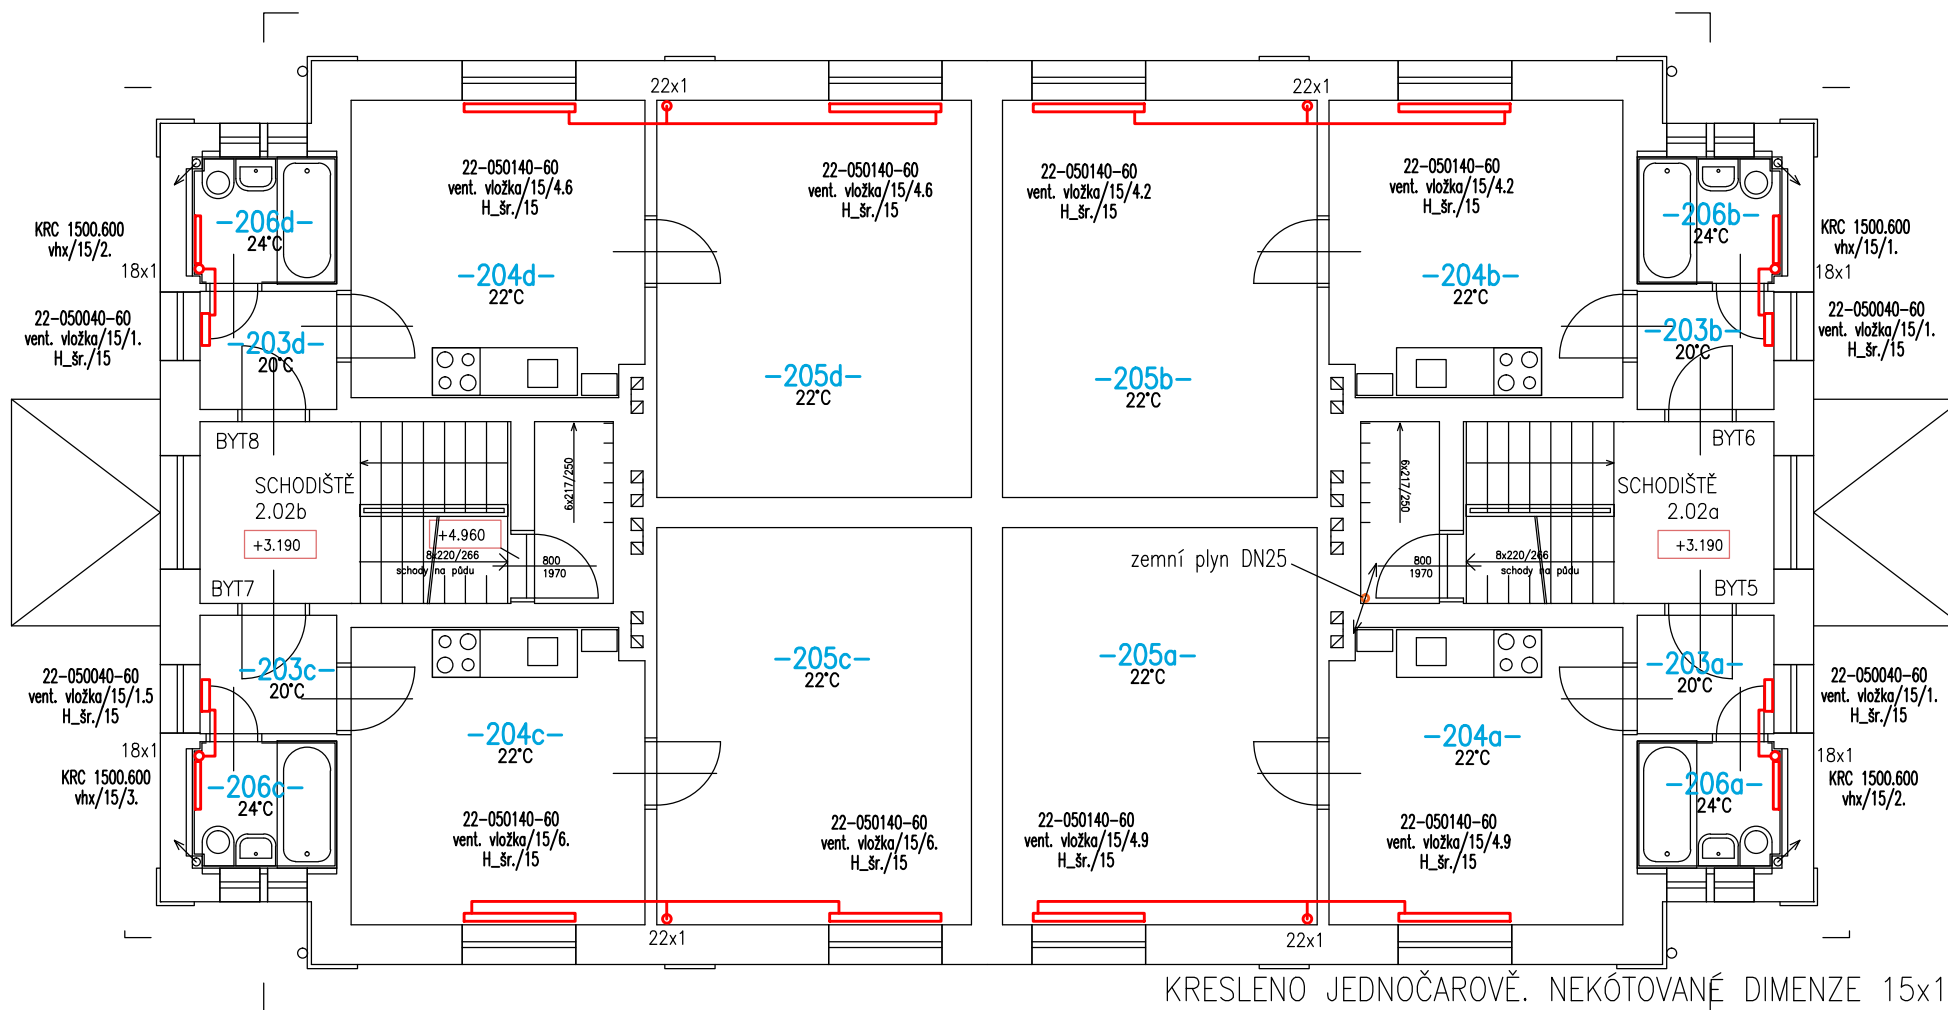 22x1
22x1
22-050140-60
vent. vložka/15/4.6
H_šr./15
22-050140-60
vent. vložka/15/4.6
H_šr./15
22-050140-60
vent. vložka/15/4.2
H_šr./15
22-050140-60
vent. vložka/15/4.2
H_šr./15
-206d-
24°C
-206b-
24°C
KRC 1500.600
vhx/15/2.
18x1
KRC 1500.600
vhx/15/1.
18x1
-204d-
22°C
-204b-
22°C
22-050040-60
vent. vložka/15/1.
H_šr./15
22-050040-60
vent. vložka/15/1.
H_šr./15
-203d-
20°C
-203b-
20°C
-205d-
22°C
-205b-
22°C
BYT8
BYT6
SCHODIŠTĚ
2.02b
+3.190
+4.960
6x217/250
6x217/250
SCHODIŠTĚ
2.02a
+3.190
8x220/266
schody na půdu
800
1970
zemní plyn DN25
800
1970
8x220/266
schody na půdu
BYT7
BYT5
-203c-
20°C
-205c-
22°C
-205a-
22°C
-203a-
20°C
22-050040-60
vent. vložka/15/1.5
H_šr./15
22-050040-60
vent. vložka/15/1.
H_šr./15
-204c-
22°C
-204a-
22°C
18x1
KRC 1500.600
vhx/15/3.
18x1
KRC 1500.600
vhx/15/2.
-206c-
24°C
-206a-
24°C
22-050140-60
vent. vložka/15/6.
H_šr./15
22-050140-60
vent. vložka/15/6.
H_šr./15
22-050140-60
vent. vložka/15/4.9
H_šr./15
22-050140-60
vent. vložka/15/4.9
H_šr./15
22x1
22x1
KRESLENO JEDNOČAROVĚ. NEKÓTOVANÉ DIMENZE 15x1